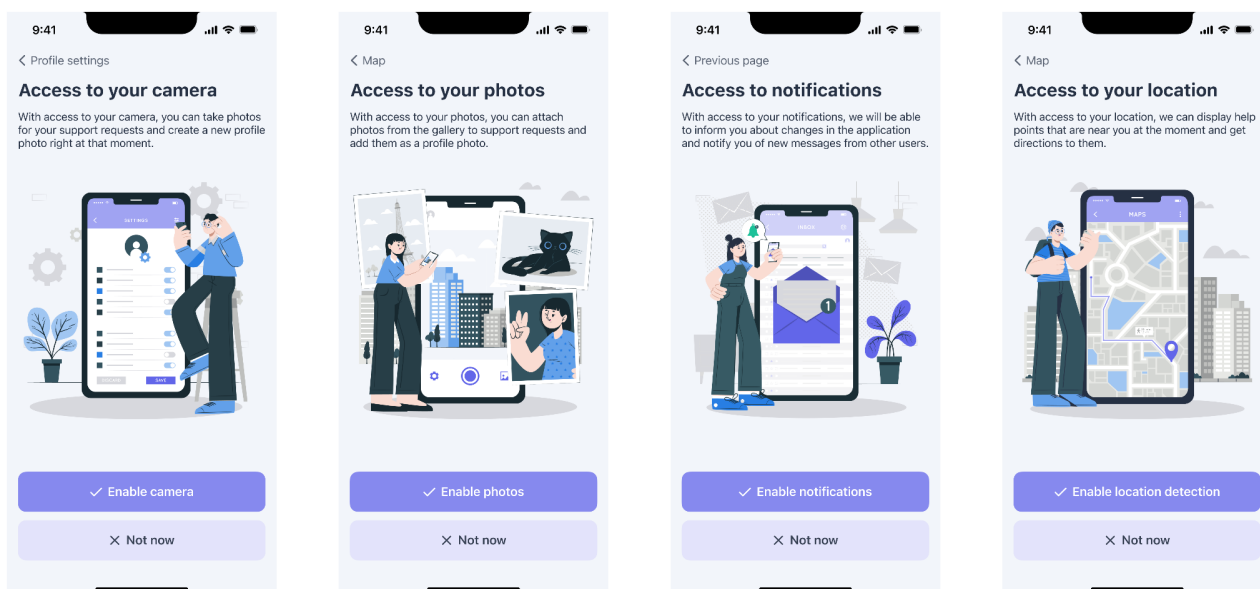 9:41
Profile settings
Access to your camera
With access to your camera, you can take photos
for your support requests and create a new profile
photo right at that moment.
SETTINGS
DISCARD
SAVE
Enable camera
Not now
9:41
Map
Access to your photos
With access to your photos, you can attach
photos from the gallery to support requests and
add them as a profile photo.
Enable photos
Not now
9:41
Previous page
Access to notifications
With access to your notifications, we will be able
to inform you about changes in the application
and notify you of new messages from other users.
INBOX
1
Enable notifications
Not now
9:41
Map
Access to your location
With access to your location, we can display help
points that are near you at the moment and get
directions to them.
MAPS
Enable location detection
Not now